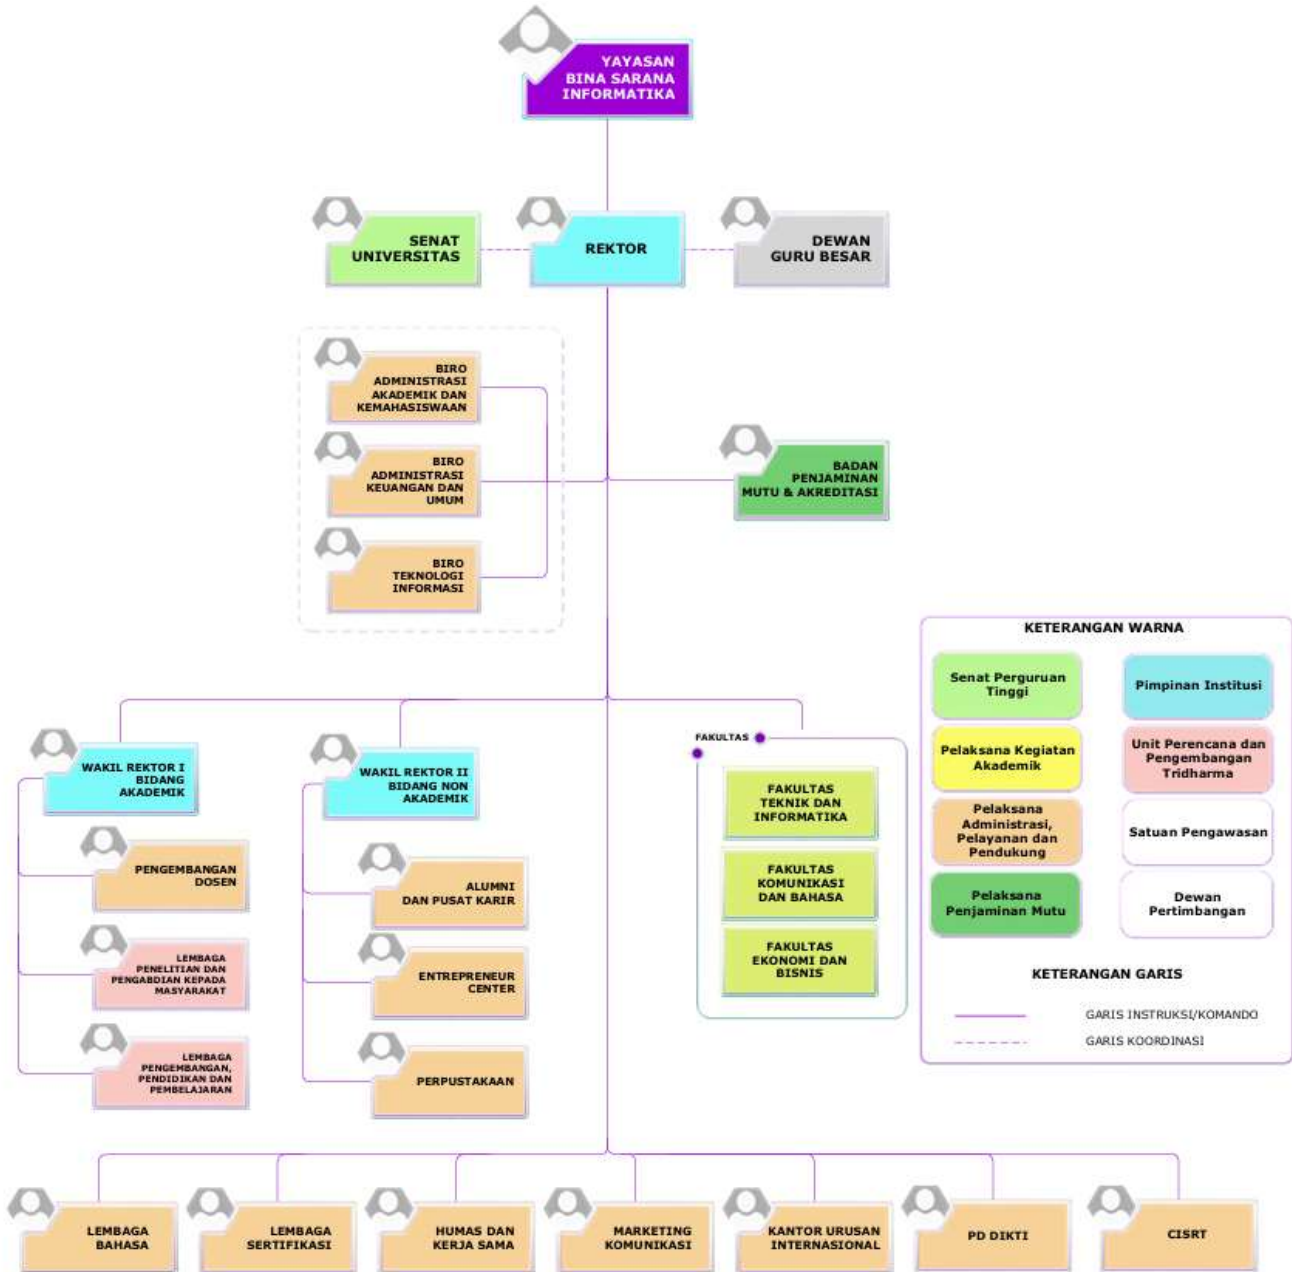 YAYASAN
BINA SARANA
INFORMATIKA
SENAT
UNIVERSITAS
REKTOR
DEWAN
GURU BESAR
BIRO
ADMINISTRASI
AKADEMIK DAN
KEMAHASISWAAN
BIRO
ADMINISTRASI
KEUANGAN DAN
UMUM
BIRO
TEKNOLOGI
INFORMASI
BADAN
PENJAMINAN
MUTU & AKREDITASI
WAKIL REKTOR I
BIDANG
AKADEMIK
PENGEMBANGAN
DOSEN
LEMBAGA
PENELITIAN DAN
PENGABDIAN KEPADA
MASYARAKAT
LEMBAGA
PENGEMBANGAN,
PENDIDIKAN DAN
PEMBELAJARAN
WAKIL REKTOR II
BIDANG NON
AKADEMIK
ALUMNI
DAN PUSAT KARIR
ENTREPRENEUR
CENTER
PERPUSTAKAAN
FAKULTAS
FAKULTAS
TEKNIK DAN
INFORMATIKA
FAKULTAS
KOMUNIKASI
DAN BAHASA
FAKULTAS
EKONOMI DAN
BISNIS
KETERANGAN WARNA
Senat Perguruan
Tinggi
Pimpinan Institusi
Pelaksana Kegiatan
Akademik
Unit Perencana dan
Pengembangan
Tridharma
Pelaksana
Administrasi,
Pelayanan dan
Pendukung
Satuan Pengawasan
Pelaksana
Penjaminan Mutu
Dewan
Pertimbangan
KETERANGAN GARIS
GARIS INSTRUKSI/KOMANDO
GARIS KOORDINASI
LEMBAGA
BAHASA
LEMBAGA
SERTIFIKASI
HUMAS DAN
KERJA SAMA
MARKETING
KOMUNIKASI
KANTOR URUSAN
INTERNASIONAL
PD DIKTI
CISRT